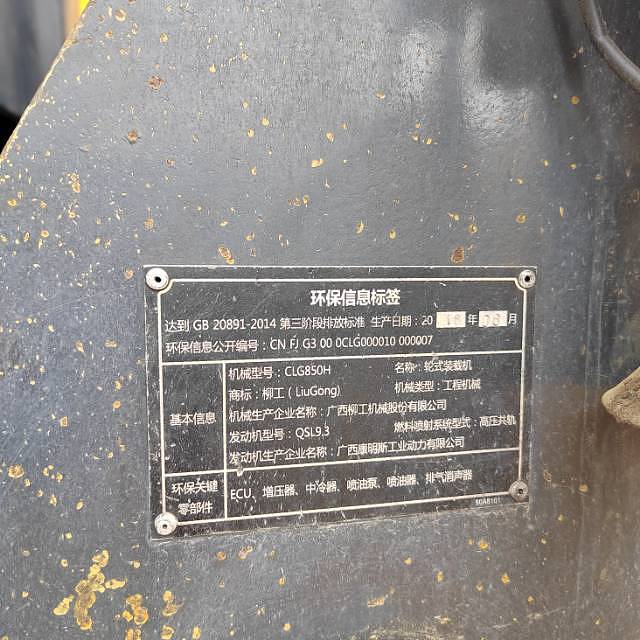 环保信息标签
达到 GB 20891-2014 第三阶段排放标准 生产日期：20 18 年 08 月
环保信息公开编号：CN FJ G3 00 0CLG000010 000007
基本信息
机械型号：CLG850H 名称：轮式装载机
商标：柳工（LiuGong） 机械类型：工程机械
机械生产企业名称：广西柳工机械股份有限公司
发动机型号：QSL9.3 燃料喷射系统型式：高压共轨
发动机生产企业名称：广西康明斯工业动力有限公司
环保关键
零部件
ECU、增压器、中冷器、喷油泵、喷油器、排气消声器
80A8101